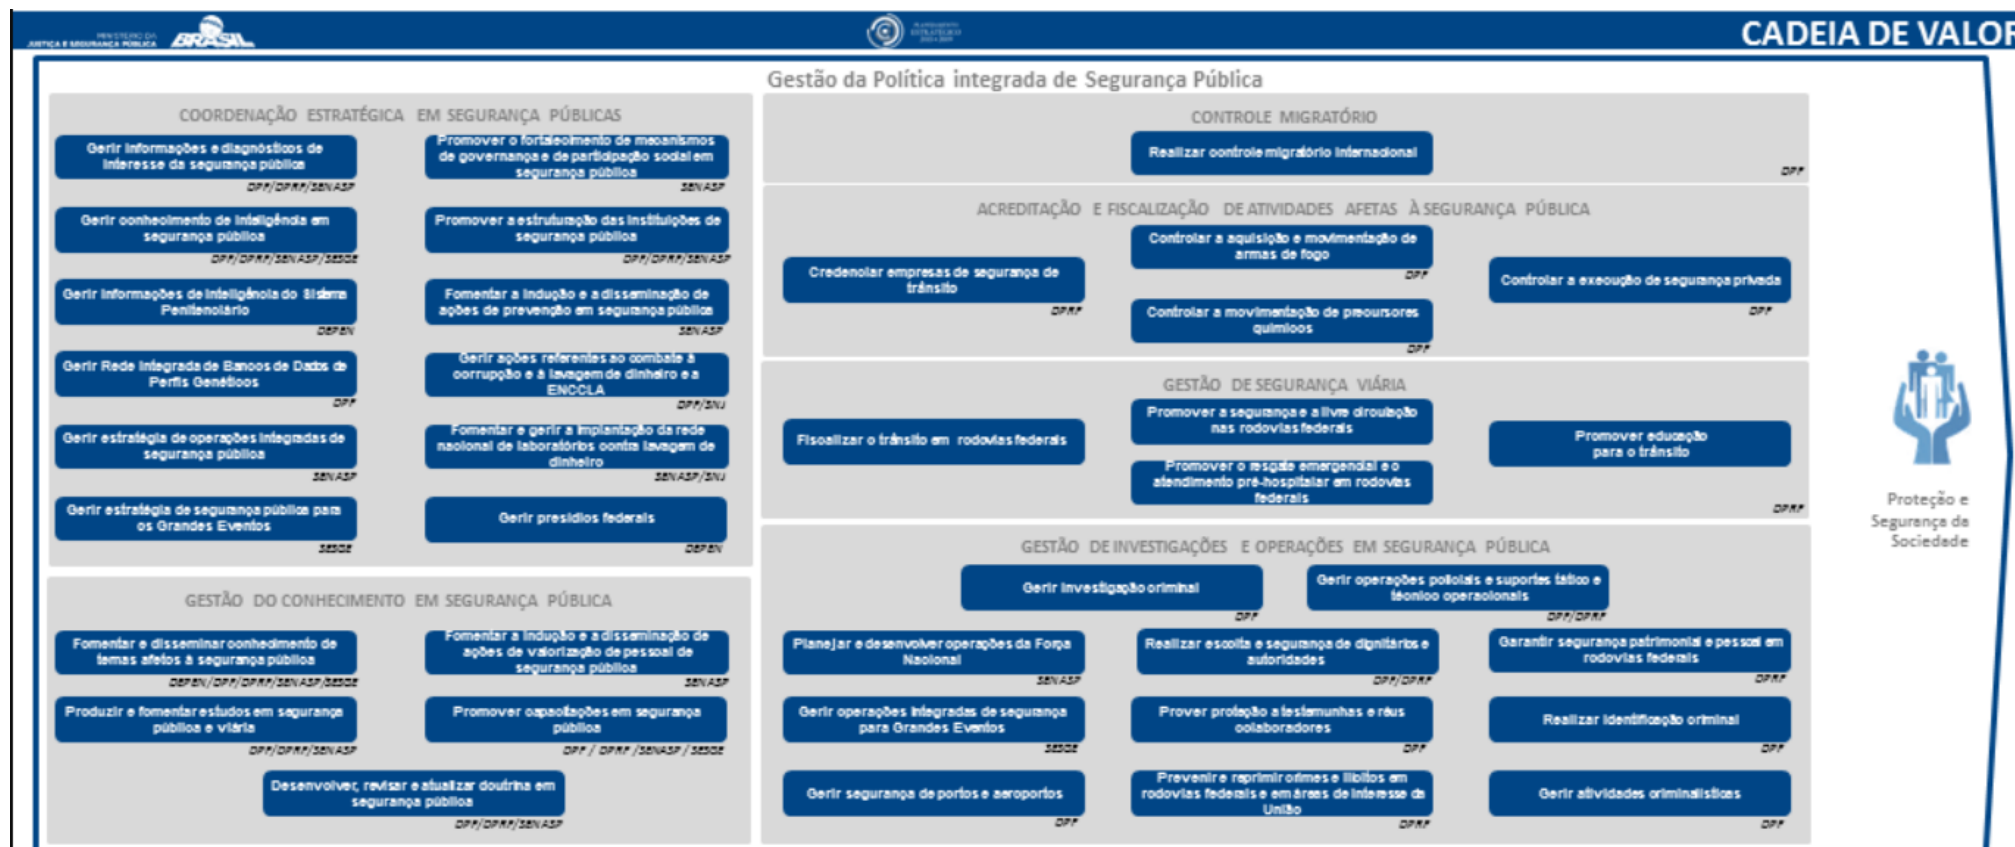 MINISTÉRIO DA
JUSTIÇA E SEGURANÇA PÚBLICA
BRASIL
PLANEJAMENTO
ESTRATÉGICO
CADEIA DE VALOR
Gestão da Política integrada de Segurança Pública
COORDENAÇÃO ESTRATÉGICA EM SEGURANÇA PÚBLICAS
Gerir informações e diagnósticos de
interesse da segurança pública
DPF/DPRF/SENASP
Promover o fortalecimento de mecanismos
de governança e de participação social em
segurança pública
SENASP
Gerir conhecimento de inteligência em
segurança pública
DPF/DPRF/SENASP/SESGE
Promover a estruturação das instituições de
segurança pública
DPF/DPRF/SENASP
Gerir informações de inteligência do Sistema
Penitenciário
DEPEN
Fomentar a indução e a disseminação de
ações de prevenção em segurança pública
SENASP
Gerir Rede Integrada de Bancos de Dados de
Perfis Genéticos
DPF
Gerir ações referentes ao combate à
corrupção e à lavagem de dinheiro e a
ENCCLA
DPF/SNJ
Gerir estratégia de operações integradas de
segurança pública
SENASP
Fomentar e gerir a implantação da rede
nacional de laboratórios contra lavagem de
dinheiro
SENASP/SNJ
Gerir estratégia de segurança pública para
os Grandes Eventos
SESGE
Gerir presídios federais
DEPEN
GESTÃO DO CONHECIMENTO EM SEGURANÇA PÚBLICA
Fomentar e disseminar conhecimento de
temas afetos à segurança pública
DEPEN/DPF/DPRF/SENASP/SESGE
Fomentar a indução e a disseminação de
ações de valorização de pessoal de
segurança pública
SENASP
Produzir e fomentar estudos em segurança
pública e viária
DPF/DPRF/SENASP
Promover capacitações em segurança
pública
DPF / DPRF /SENASP / SESGE
Desenvolver, revisar e atualizar doutrina em
segurança pública
DPF/DPRF/SENASP
CONTROLE MIGRATÓRIO
Realizar controle migratório internacional
DPF
ACREDITAÇÃO E FISCALIZAÇÃO DE ATIVIDADES AFETAS À SEGURANÇA PÚBLICA
Credenciar empresas de segurança de
trânsito
DPRF
Controlar a aquisição e movimentação de
armas de fogo
DPF
Controlar a movimentação de precursores
químicos
DPF
Controlar a execução de segurança privada
DPF
GESTÃO DE SEGURANÇA VIÁRIA
Fiscalizar o trânsito em rodovias federais
Promover a segurança e a livre circulação
nas rodovias federais
Promover o resgate emergencial e o
atendimento pré-hospitalar em rodovias
federais
Promover educação
para o trânsito
DPRF
GESTÃO DE INVESTIGAÇÕES E OPERAÇÕES EM SEGURANÇA PÚBLICA
Gerir investigação criminal
DPF
Gerir operações policiais e suportes tático e
técnico operacionais
DPF/DPRF
Planejar e desenvolver operações da Força
Nacional
SENASP
Realizar escolta e segurança de dignitários e
autoridades
DPF/DPRF
Garantir segurança patrimonial e pessoal em
rodovias federais
DPRF
Gerir operações integradas de segurança
para Grandes Eventos
SESGE
Prover proteção a testemunhas e réus
colaboradores
DPF
Realizar identificação criminal
DPF
Gerir segurança de portos e aeroportos
DPF
Prevenir e reprimir crimes e ilícitos em
rodovias federais e em áreas de interesse da
União
DPRF
Gerir atividades criminalísticas
DPF
Proteção e
Segurança da
Sociedade